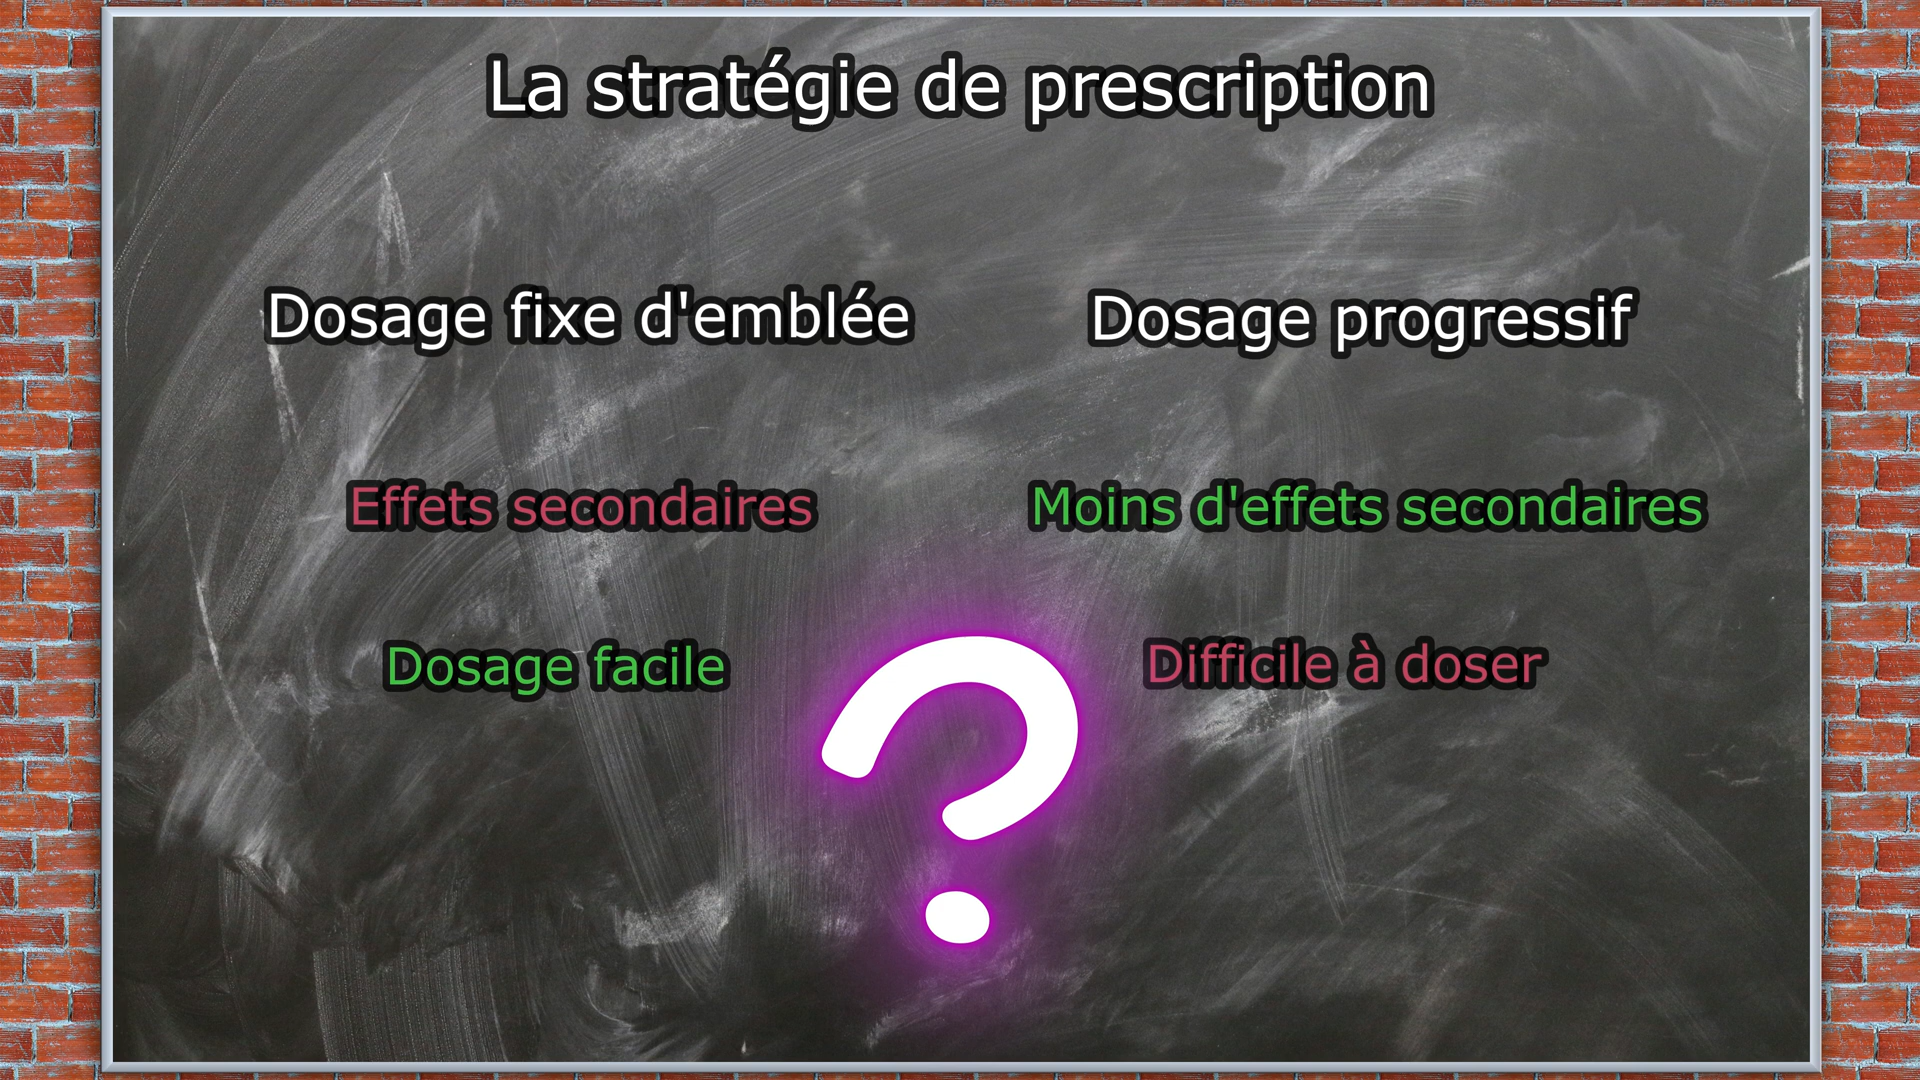 La stratégie de prescription
Dosage fixe d'emblée
Dosage progressif
Effets secondaires
Moins d'effets secondaires
Dosage facile
Difficile à doser
?